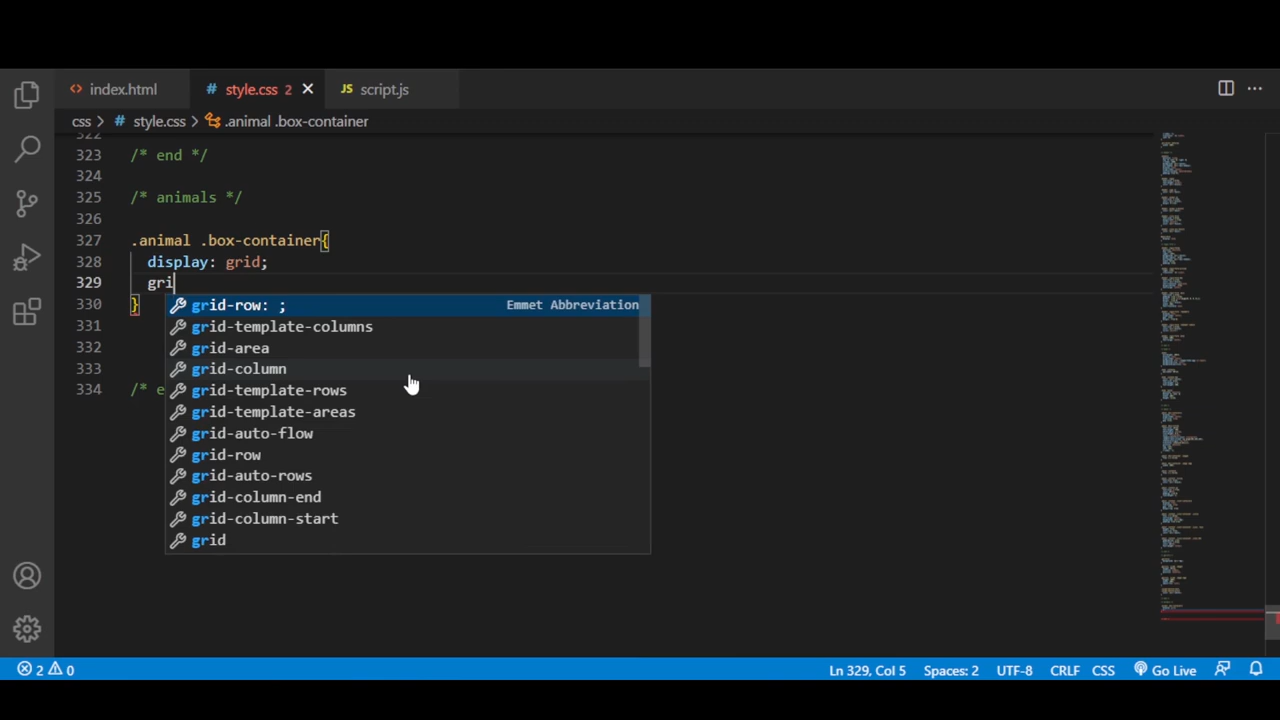 index.html
style.css 2
script.js
css > style.css > .animal .box-container
322
323 /* end */
324
325 /* animals */
326
327 .animal .box-container{
328 display: grid;
329 gri
330 }
grid-row: ; Emmet Abbreviation
331
grid-template-columns
332
grid-area
333
grid-column
334 /* e
grid-template-rows
grid-template-areas
grid-auto-flow
grid-row
grid-auto-rows
grid-column-end
grid-column-start
grid
2 0
Ln 329, Col 5
Spaces: 2
UTF-8
CRLF
CSS
Go Live